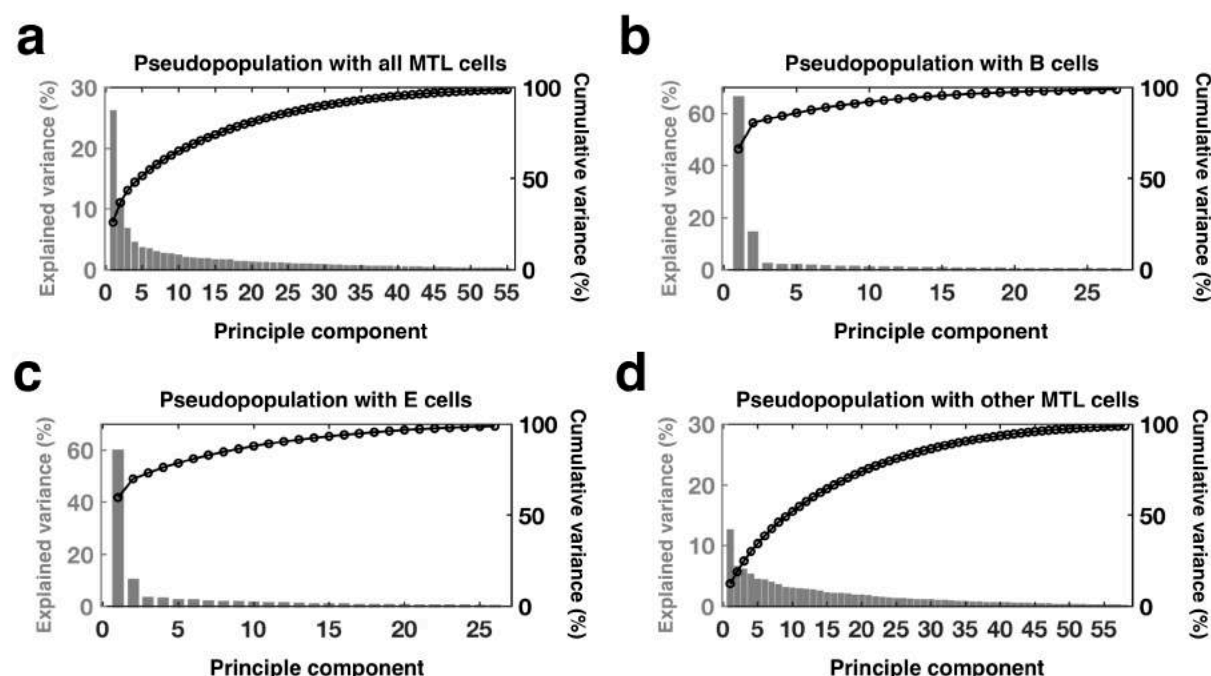 a
Pseudopopulation with all MTL cells
Explained variance (%)
30
20
10
0
100
50
0
Cumulative variance (%)
0 5 10 15 20 25 30 35 40 45 50 55
Principle component
b
Pseudopopulation with B cells
Explained variance (%)
60
40
20
0
100
50
0
Cumulative variance (%)
0 5 10 15 20 25
Principle component
c
Pseudopopulation with E cells
Explained variance (%)
60
40
20
0
100
50
0
Cumulative variance (%)
0 5 10 15 20 25
Principle component
d
Pseudopopulation with other MTL cells
Explained variance (%)
30
20
10
0
100
50
0
Cumulative variance (%)
0 5 10 15 20 25 30 35 40 45 50 55
Principle component